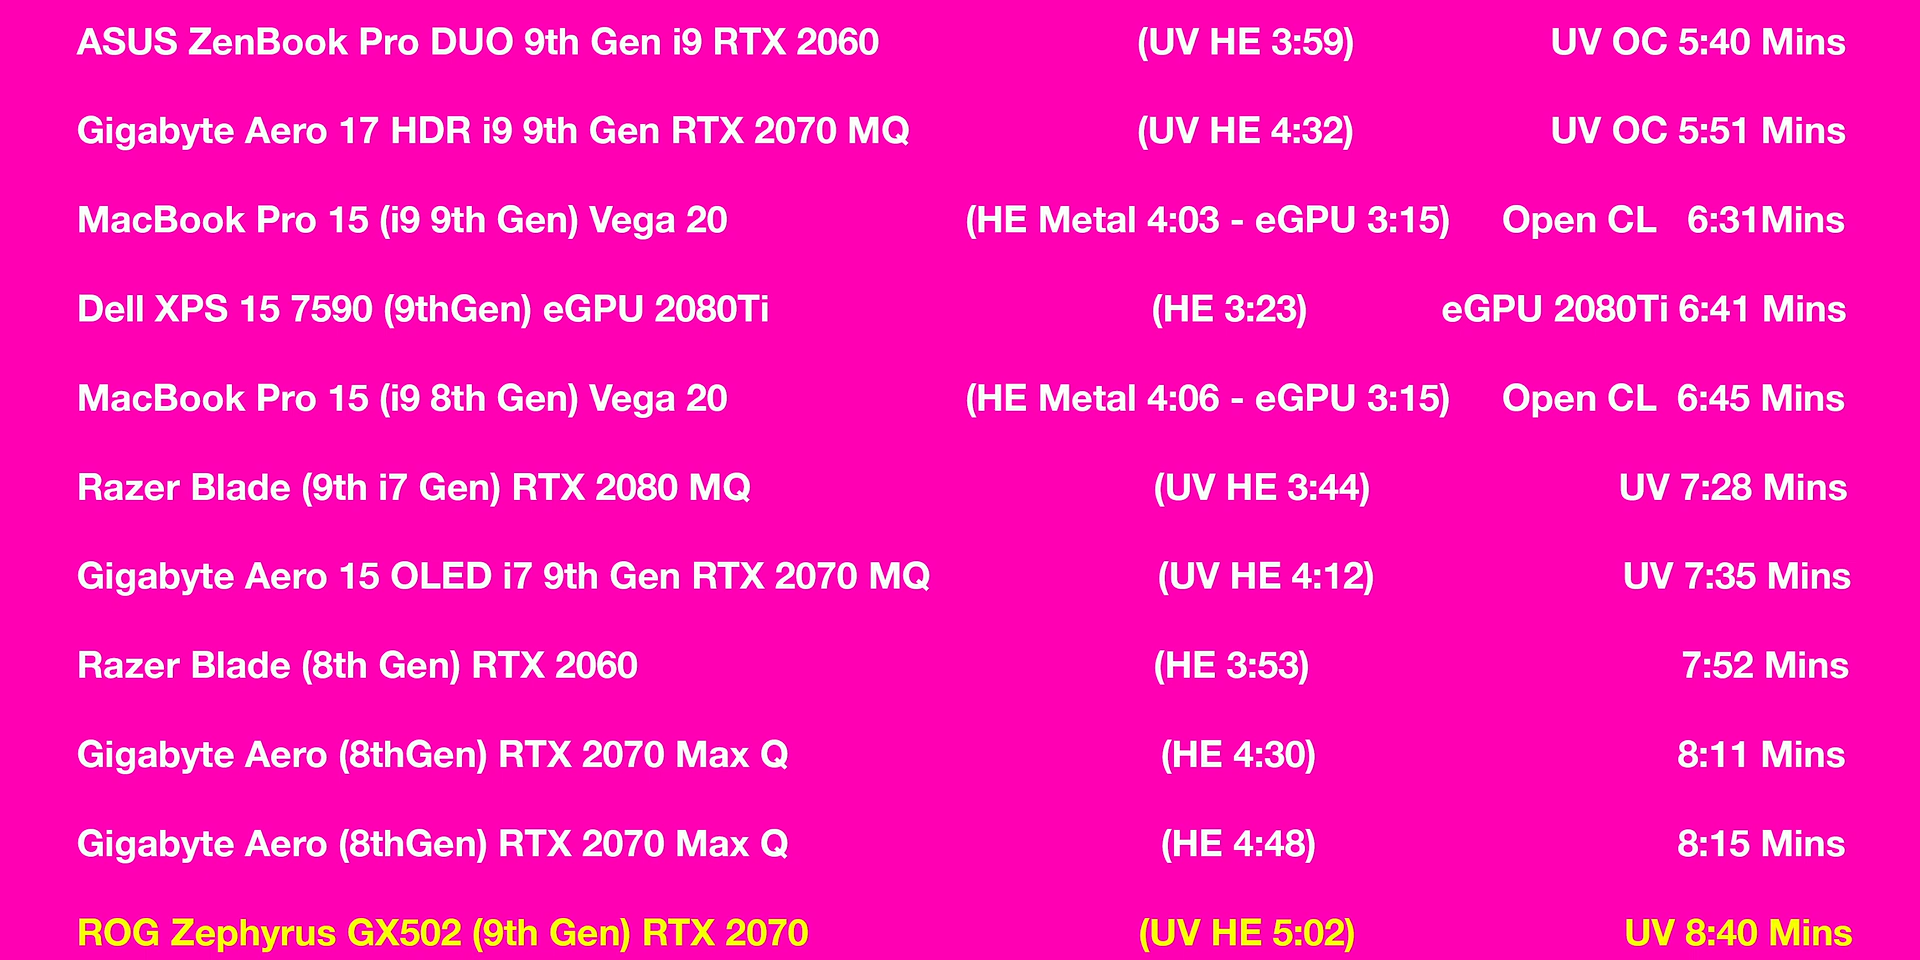 ASUS ZenBook Pro DUO 9th Gen i9 RTX 2060 (UV HE 3:59) UV OC 5:40 Mins
Gigabyte Aero 17 HDR i9 9th Gen RTX 2070 MQ (UV HE 4:32) UV OC 5:51 Mins
MacBook Pro 15 (i9 9th Gen) Vega 20 (HE Metal 4:03 - eGPU 3:15) Open CL 6:31Mins
Dell XPS 15 7590 (9thGen) eGPU 2080Ti (HE 3:23) eGPU 2080Ti 6:41 Mins
MacBook Pro 15 (i9 8th Gen) Vega 20 (HE Metal 4:06 - eGPU 3:15) Open CL 6:45 Mins
Razer Blade (9th i7 Gen) RTX 2080 MQ (UV HE 3:44) UV 7:28 Mins
Gigabyte Aero 15 OLED i7 9th Gen RTX 2070 MQ (UV HE 4:12) UV 7:35 Mins
Razer Blade (8th Gen) RTX 2060 (HE 3:53) 7:52 Mins
Gigabyte Aero (8thGen) RTX 2070 Max Q (HE 4:30) 8:11 Mins
Gigabyte Aero (8thGen) RTX 2070 Max Q (HE 4:48) 8:15 Mins
ROG Zephyrus GX502 (9th Gen) RTX 2070 (UV HE 5:02) UV 8:40 Mins